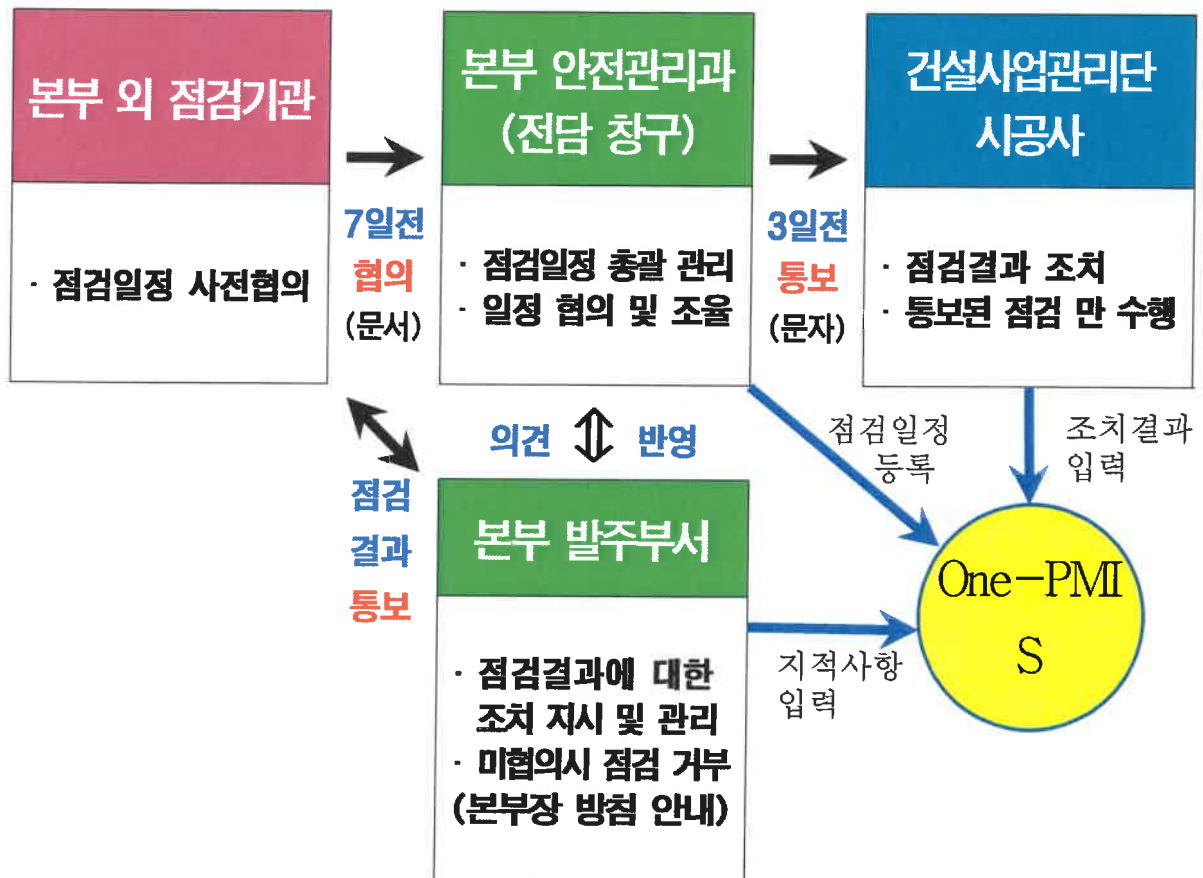 본부 외 점검기관
· 점검일정 사전협의
7일전
협의
(문서)
본부 안전관리과
(전담 창구)
· 점검일정 총괄 관리
· 일정 협의 및 조율
3일전
통보
(문자)
건설사업관리단
시공사
· 점검결과 조치
· 통보된 점검 만 수행
점검
결과
통보
의견
반영
본부 발주부서
· 점검결과에 대한
조치 지시 및 관리
· 미협의시 점검 거부
(본부장 방침 안내)
점검일정
등록
조치결과
입력
지적사항
입력
One-PMI
S